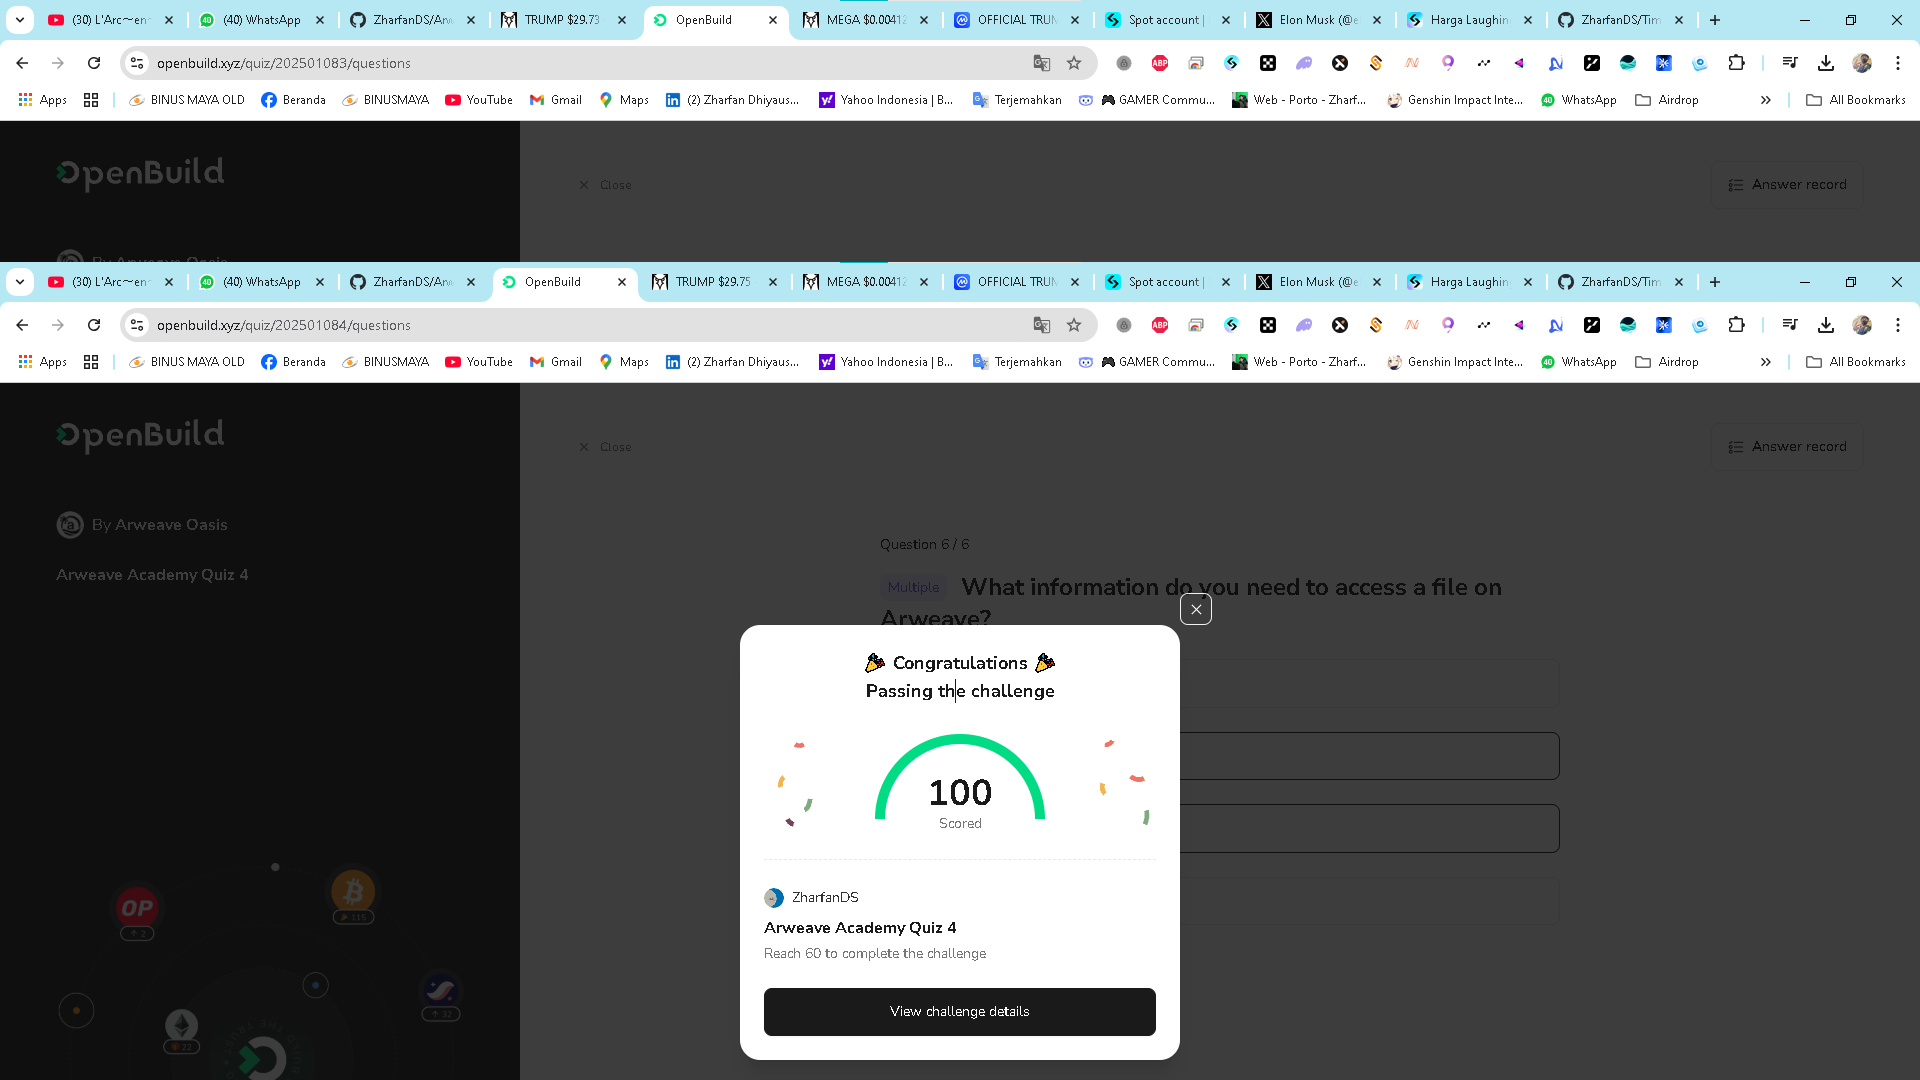 (30) L'Arc~en
(40) WhatsApp
ZharfanDS/Arw
TRUMP $29.73
OpenBuild
MEGA $0.00412
OFFICIAL TRUM
Spot account |
Elon Musk (@e
Harga Laughin
ZharfanDS/Tim
openbuild.xyz/quiz/202501083/questions
ABP
Apps
BINUS MAYA OLD
Beranda
BINUSMAYA
YouTube
Gmail
Maps
(2) Zharfan Dhiyaus...
Yahoo Indonesia | B...
Terjemahkan
GAMER Commu...
Web - Porto - Zharf...
Genshin Impact Inte...
WhatsApp
Airdrop
All Bookmarks
OpenBuild
Close
Answer record
By Arweave Oasis
(30) L'Arc~en
(40) WhatsApp
ZharfanDS/Arw
OpenBuild
TRUMP $29.75
MEGA $0.00412
OFFICIAL TRUM
Spot account |
Elon Musk (@e
Harga Laughin
ZharfanDS/Tim
openbuild.xyz/quiz/202501084/questions
ABP
Apps
BINUS MAYA OLD
Beranda
BINUSMAYA
YouTube
Gmail
Maps
(2) Zharfan Dhiyaus...
Yahoo Indonesia | B...
Terjemahkan
GAMER Commu...
Web - Porto - Zharf...
Genshin Impact Inte...
WhatsApp
Airdrop
All Bookmarks
OpenBuild
Close
Answer record
By Arweave Oasis
Arweave Academy Quiz 4
Question 6 / 6
Multiple What information do you need to access a file on
Arweave?
🎉 Congratulations 🎉
Passing the challenge
100
Scored
ZharfanDS
Arweave Academy Quiz 4
Reach 60 to complete the challenge
View challenge details
OP
2
115
32
22